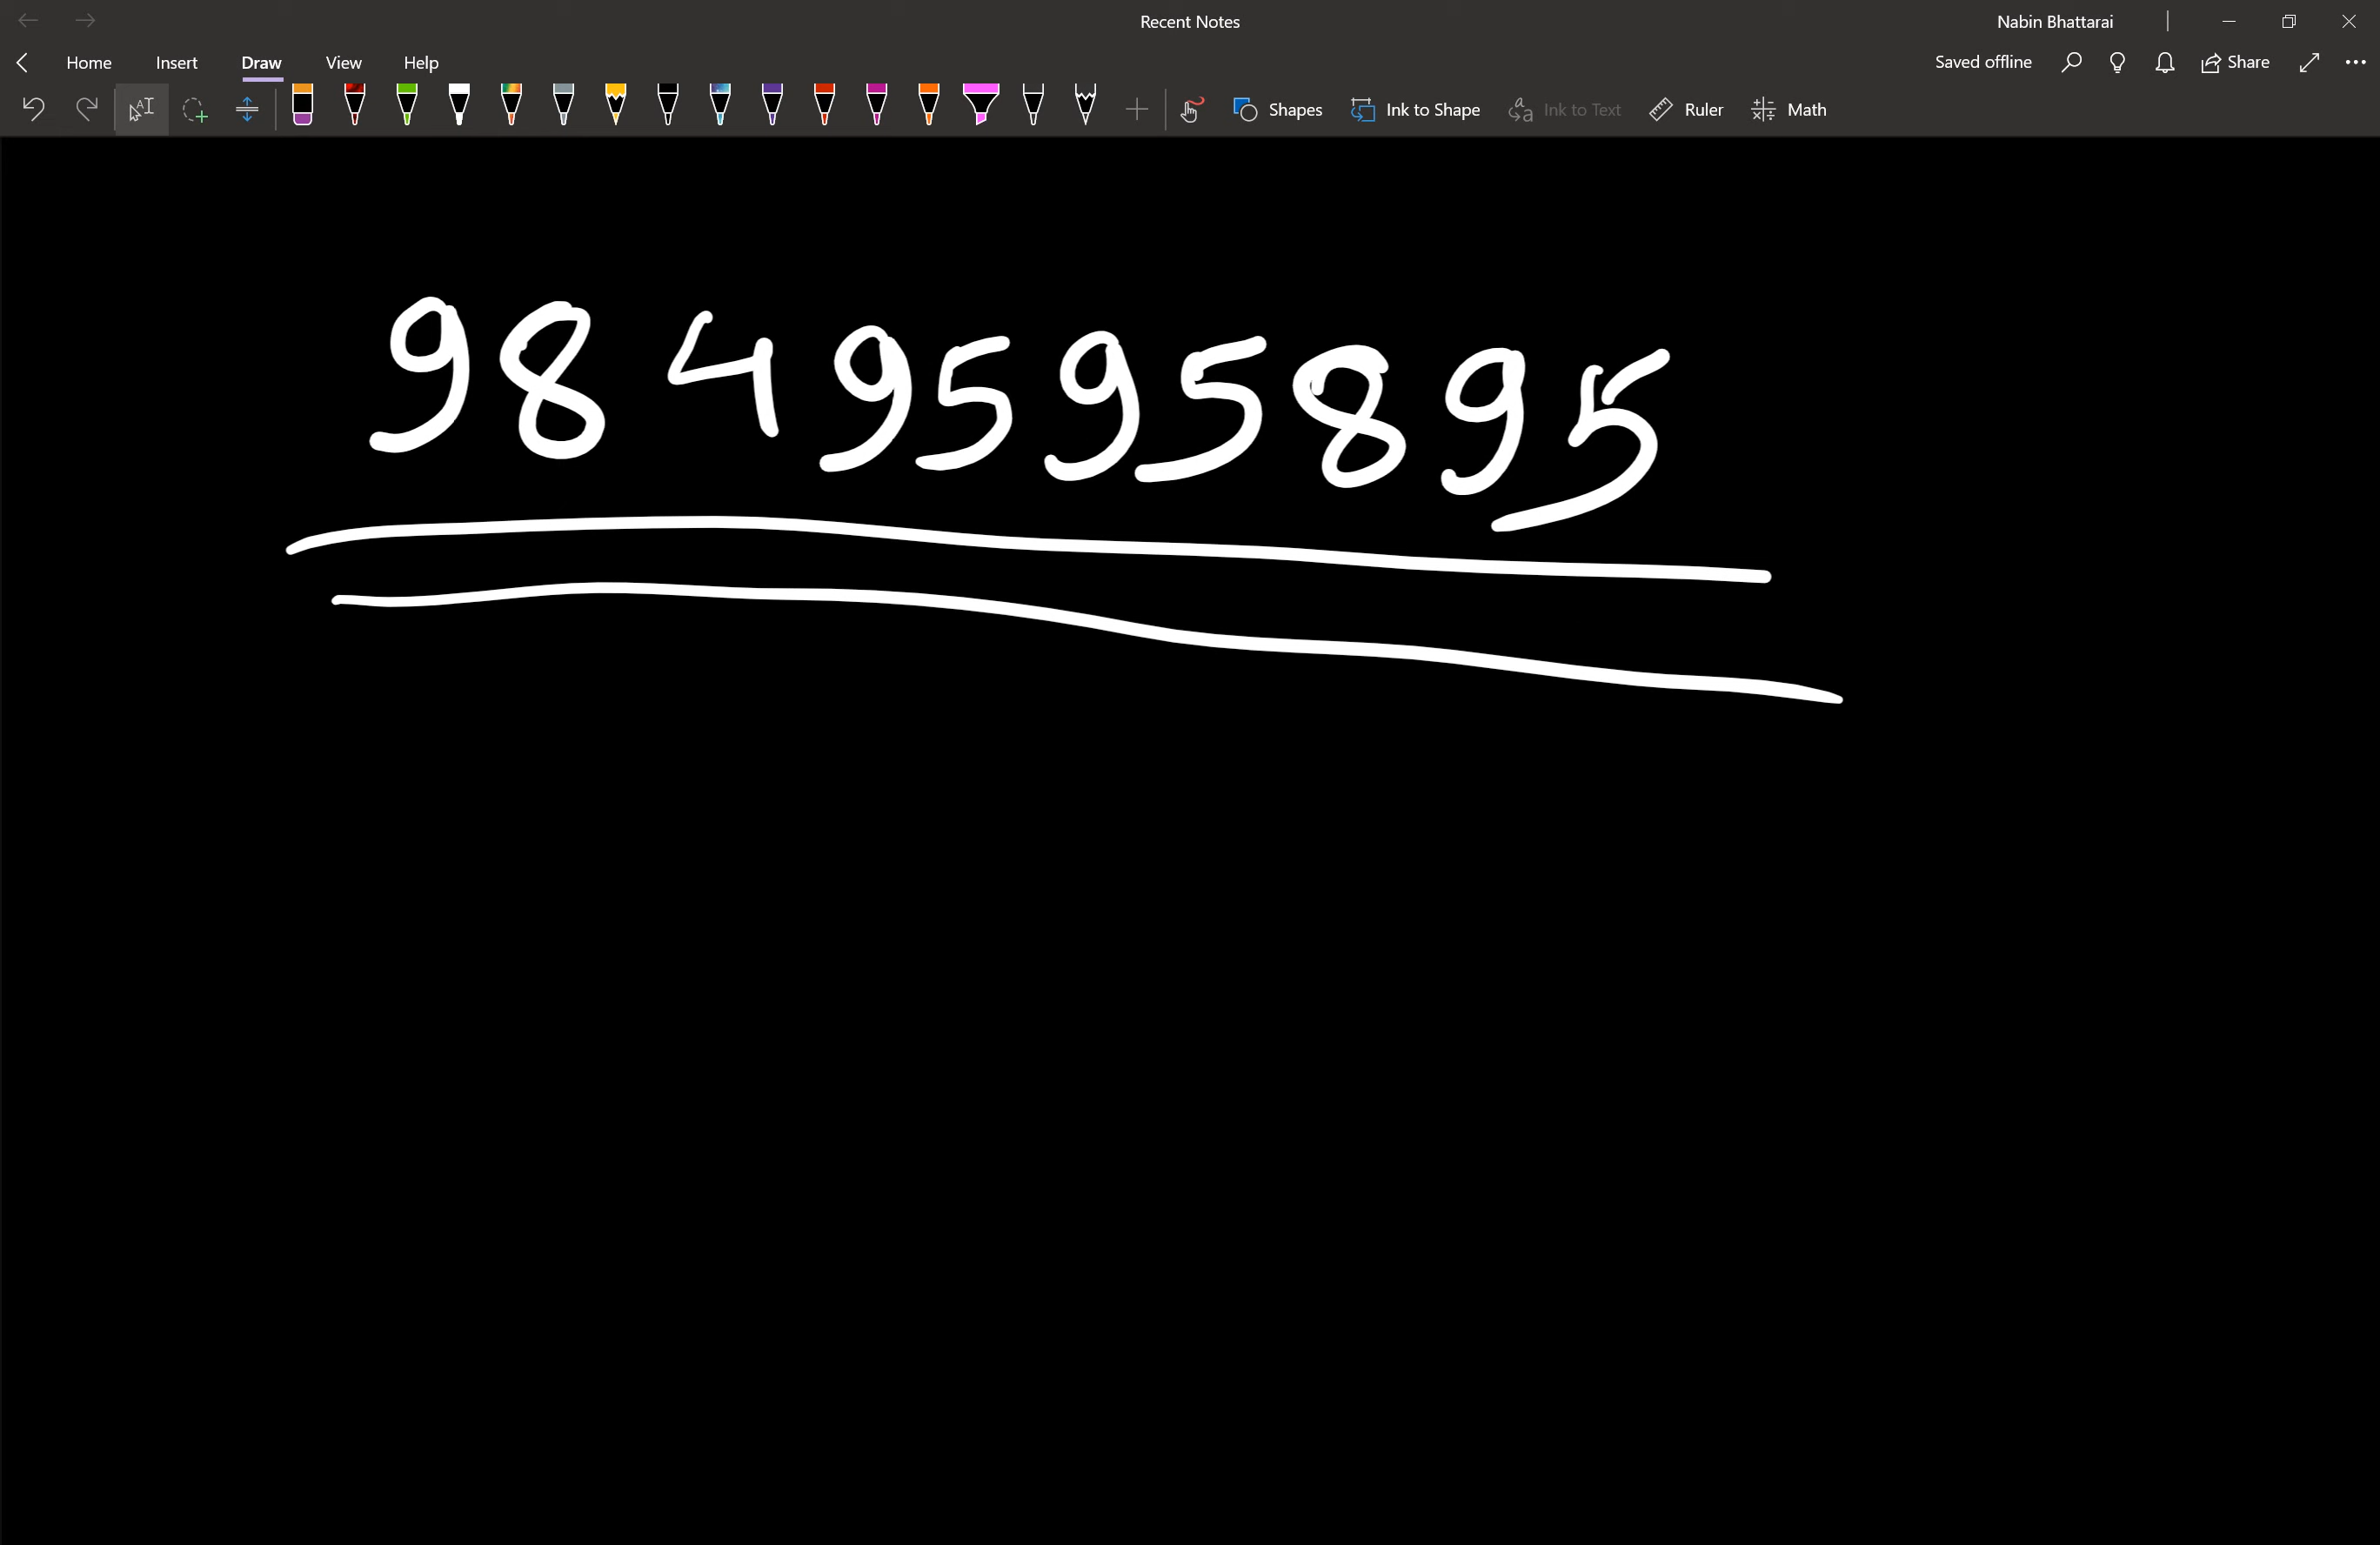 Recent Notes Nabin Bhattarai
Home Insert Draw View Help Saved offline Share
Shapes Ink to Shape Ink to Text Ruler Math
9849595895